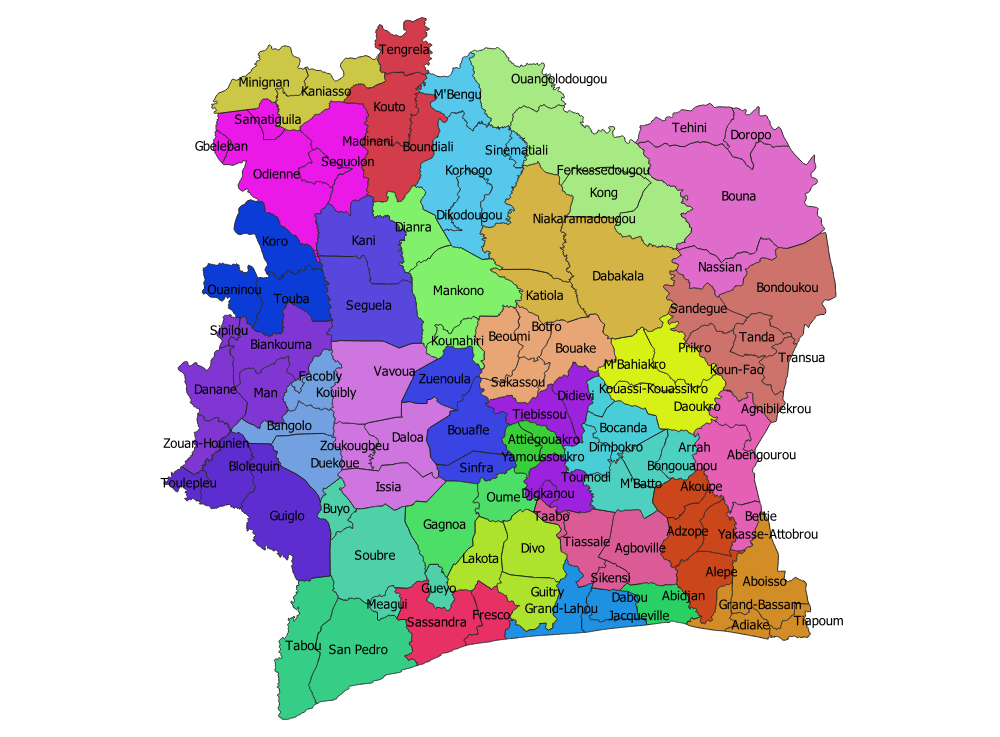 Tengrela
Ouangolodougou
Minignan
Kaniasso
M'Bengu
Kouto
Samatiguila
Tehini
Doropo
Gbeleban
Madinani
Boundiali
Sinematiali
Seguolon
Odienne
Korhogo
Ferkessedougou
Kong
Bouna
Dikodougou
Niakaramadougou
Dianra
Koro
Kani
Nassian
Dabakala
Bondoukou
Ouaninou
Touba
Mankono
Katiola
Seguela
Sandegue
Sipilou
Biankouma
Kounahiri
Beoumi
Botro
Bouake
Prikro
Tanda
Transua
M'Bahiakro
Koun-Fao
Vavoua
Zuenoula
Facobly
Kouibly
Danane
Man
Sakassou
Didievi
Kouassi-Kouassikro
Daoukro
Agnibilekrou
Tiebissou
Bangolo
Bouafle
Bocanda
Zouan-Hounien
Zoukougbeu
Daloa
Attiegouakro
Yamoussoukro
Dimbokro
Arrah
Abengourou
Blolequin
Duekoue
Sinfra
Bongouanou
Toulepleu
Issia
Toumodi
M'Batto
Akoupe
Oume
Djekanou
Buyo
Guiglo
Gagnoa
Taabo
Bettie
Adzope
Yakasse-Attobrou
Tiassale
Agboville
Divo
Soubre
Lakota
Sikensi
Alepe
Aboisso
Gueyo
Guitry
Dabou
Abidjan
Meagui
Grand-Lahou
Jacqueville
Grand-Bassam
Sassandra
Fresco
Adiake
Tiapoum
Tabou
San Pedro